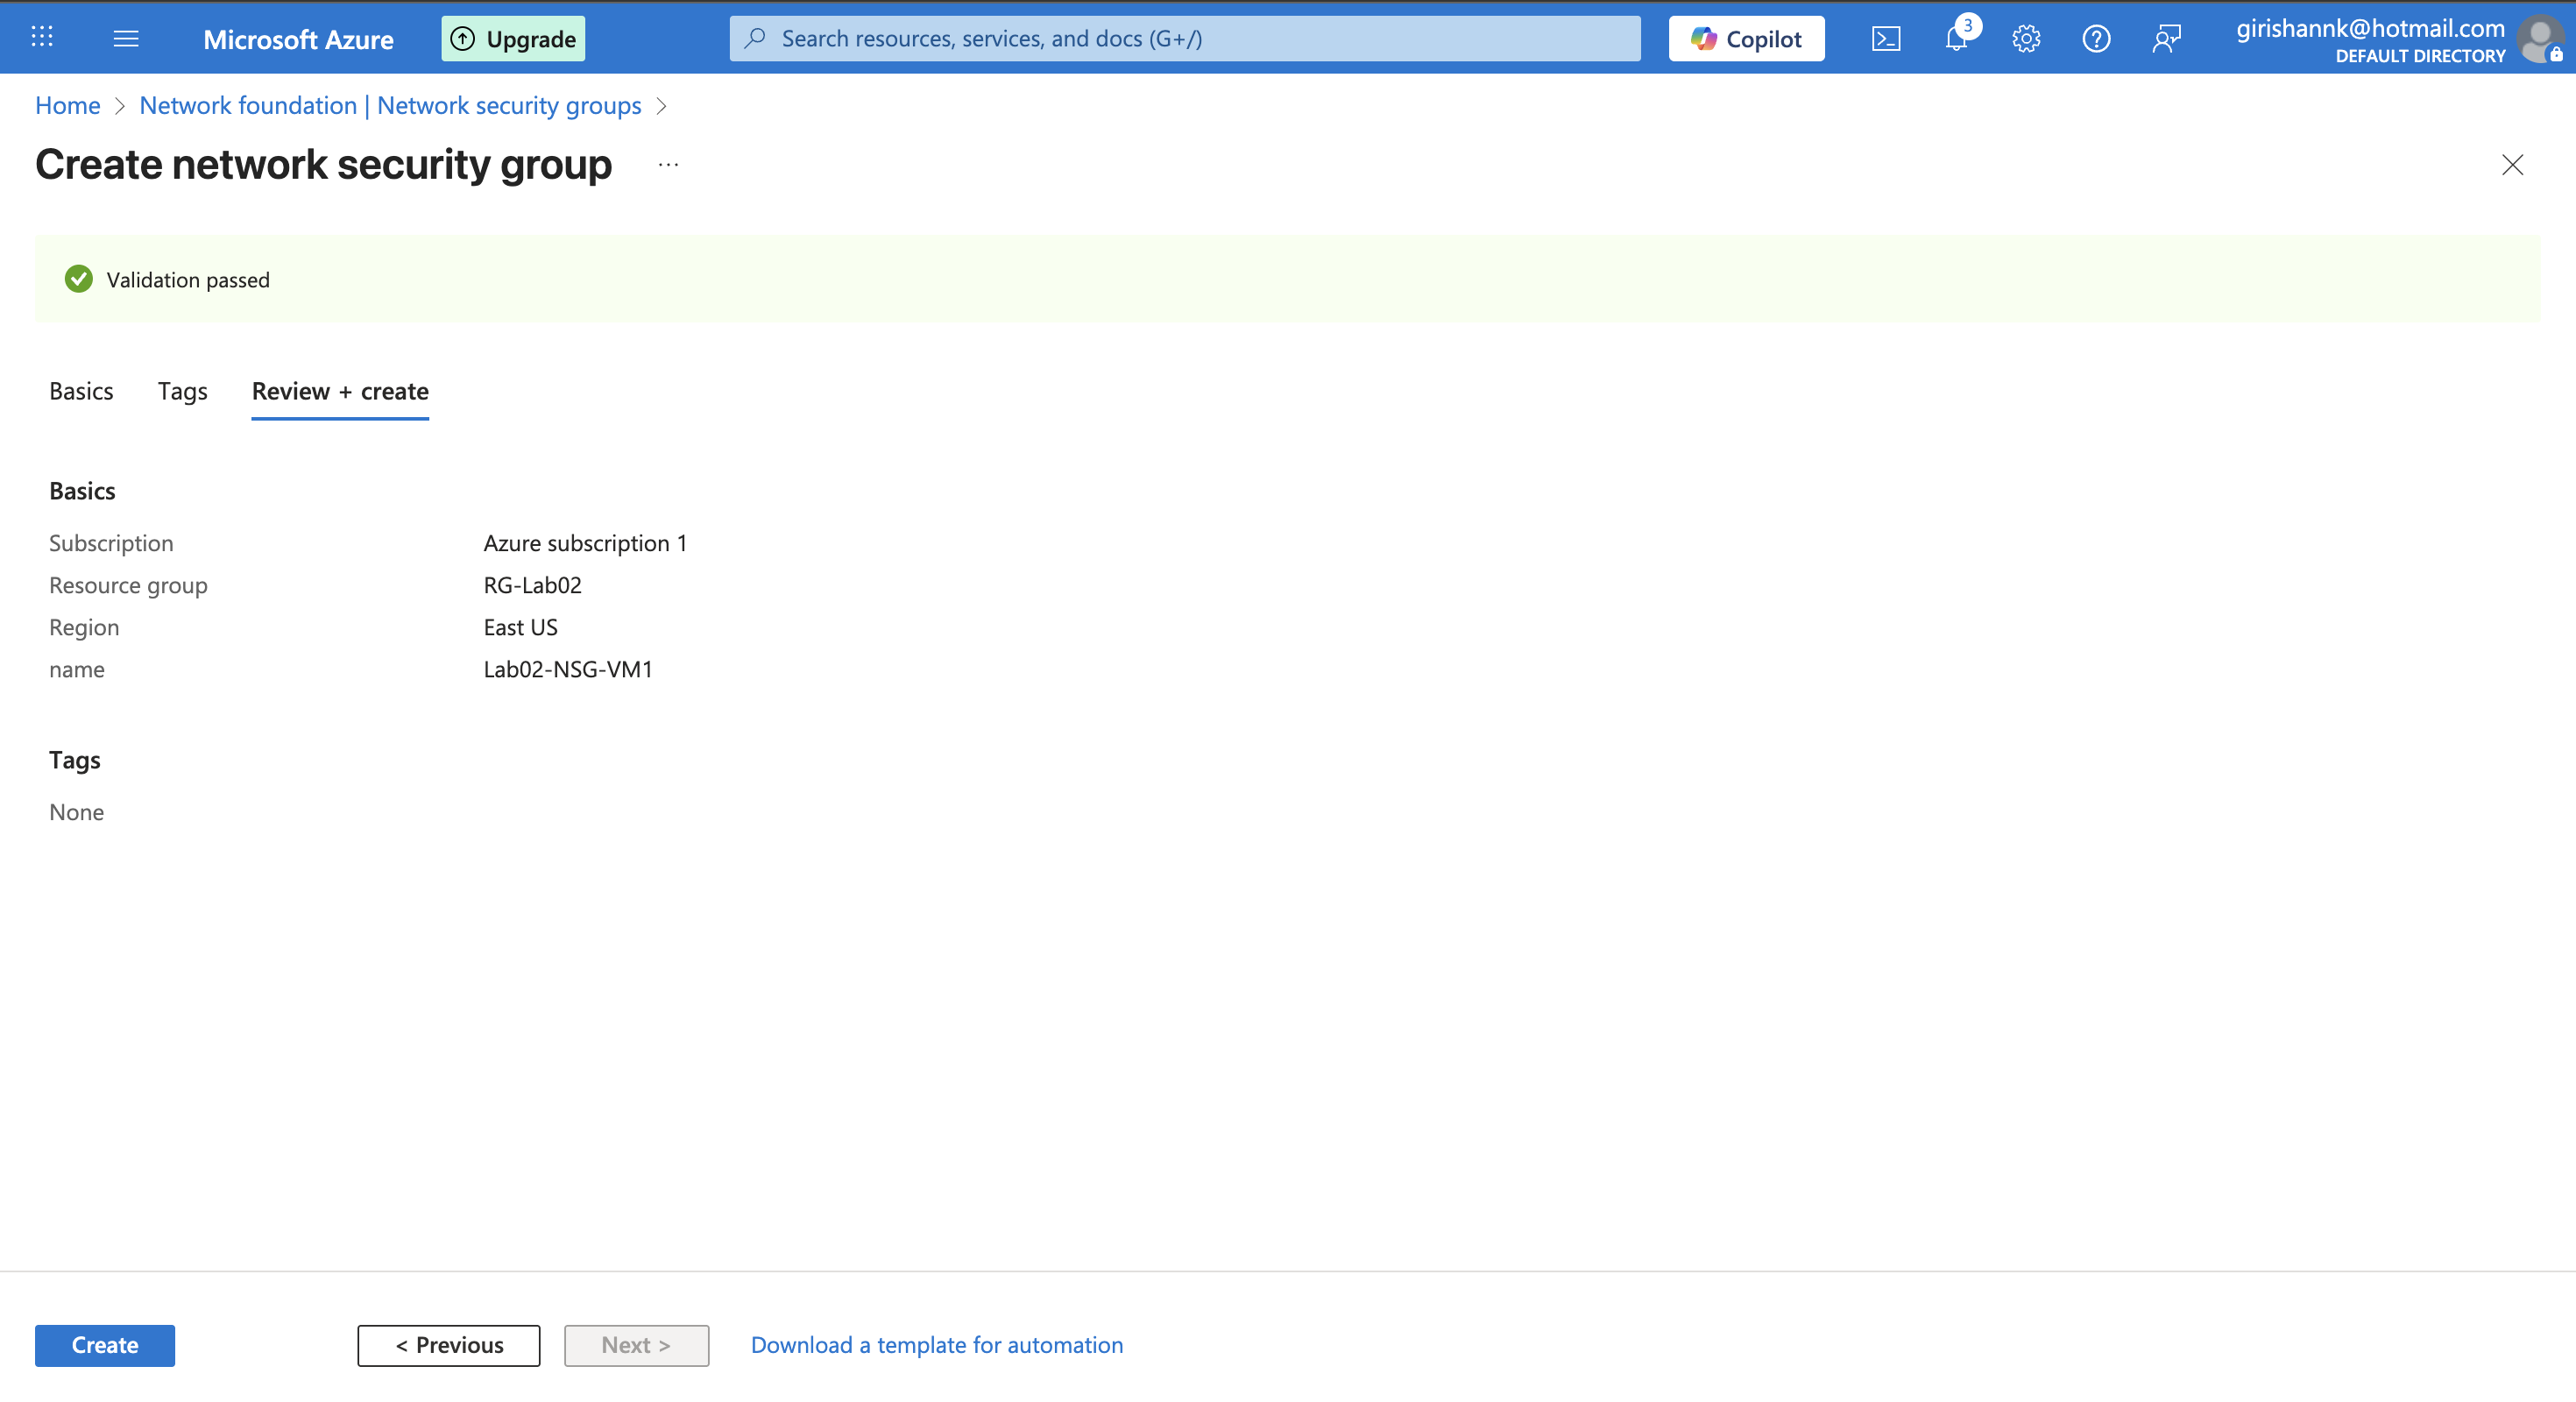 Microsoft Azure
Upgrade
Search resources, services, and docs (G+/)
Copilot
3
girishannk@hotmail.com
DEFAULT DIRECTORY
Home > Network foundation | Network security groups >
Create network security group ...
Validation passed
Basics Tags Review + create
Basics
Subscription Azure subscription 1
Resource group RG-Lab02
Region East US
name Lab02-NSG-VM1
Tags
None
Create < Previous Next > Download a template for automation